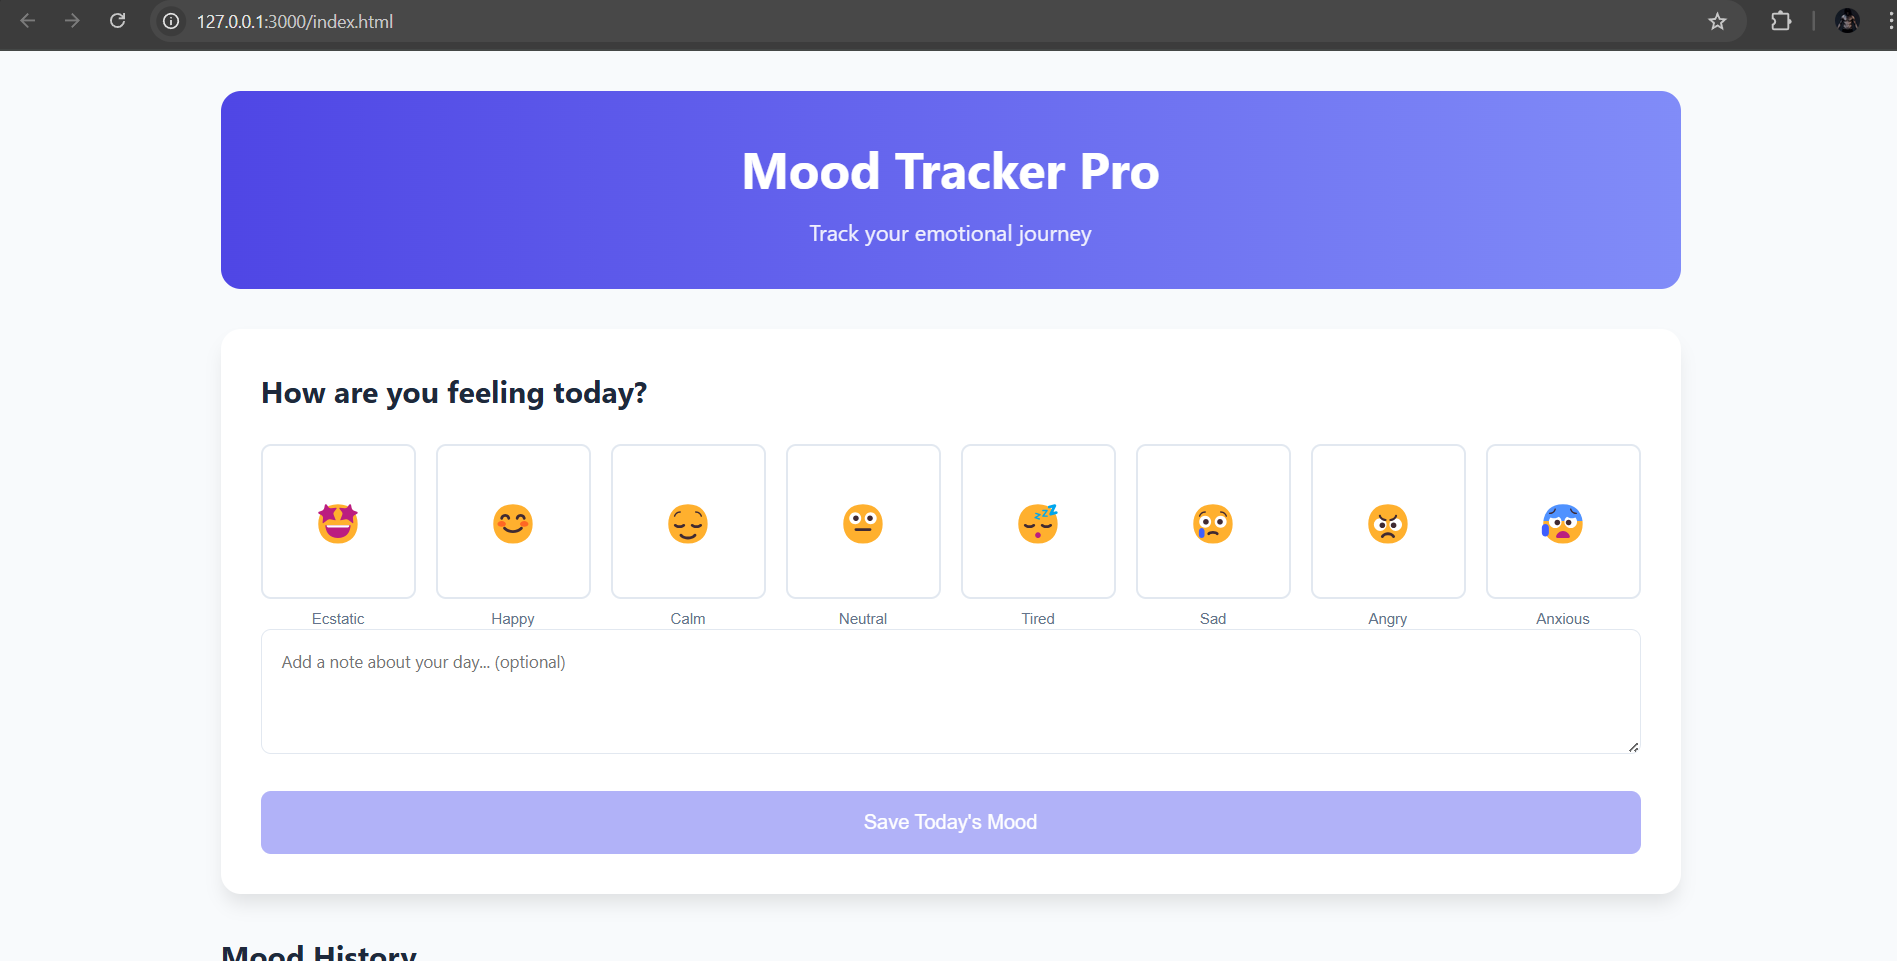 127.0.0.1:3000/index.html
Mood Tracker Pro
Track your emotional journey
How are you feeling today?
Ecstatic Happy Calm Neutral Tired Sad Angry Anxious
Add a note about your day... (optional)
Save Today's Mood
Mood History